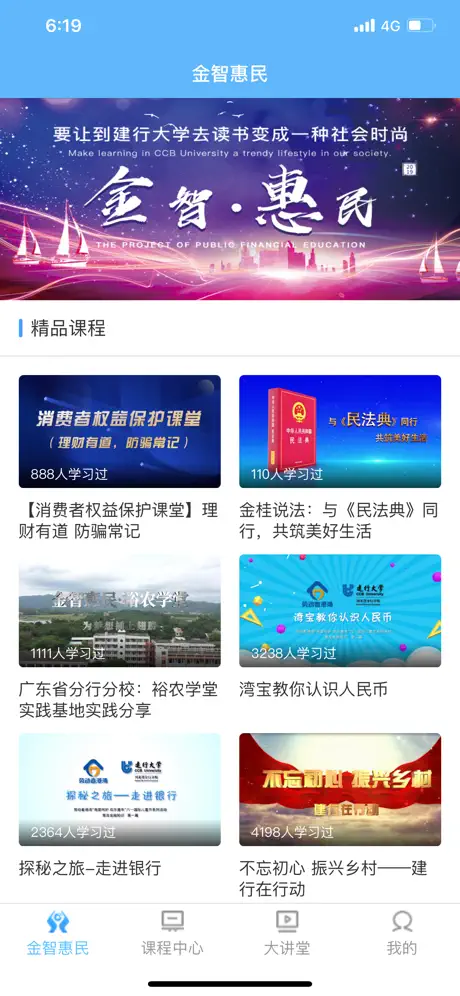 6:19
4G
金智惠民
要让到建行大学去读书变成一种社会时尚
Make learning in CCB University a trendy lifestyle in our society.
金智·惠民
THE PROJECT OF PUBLIC FINANCIAL EDUCATION
精品课程
消费者权益保护课堂
（理财有道，防骗常记）
888人学习过
【消费者权益保护课堂】理
财有道 防骗常记
中华人民共和国
民法典
与《民法典》同行
共筑美好生活
110人学习过
金桂说法：与《民法典》同
行，共筑美好生活
金智惠民·裕农学堂
1111人学习过
广东省分行分校：裕农学堂
实践基地实践分享
劳动者港湾
建行大学
CCB University
湾宝教你认识人民币
3238人学习过
湾宝教你认识人民币
劳动者港湾
建行大学
CCB University
探秘之旅——走进银行
2364人学习过
探秘之旅–走进银行
不忘初心 振兴乡村
建行在行动
4198人学习过
不忘初心 振兴乡村——建
行在行动
金智惠民
课程中心
大讲堂
我的